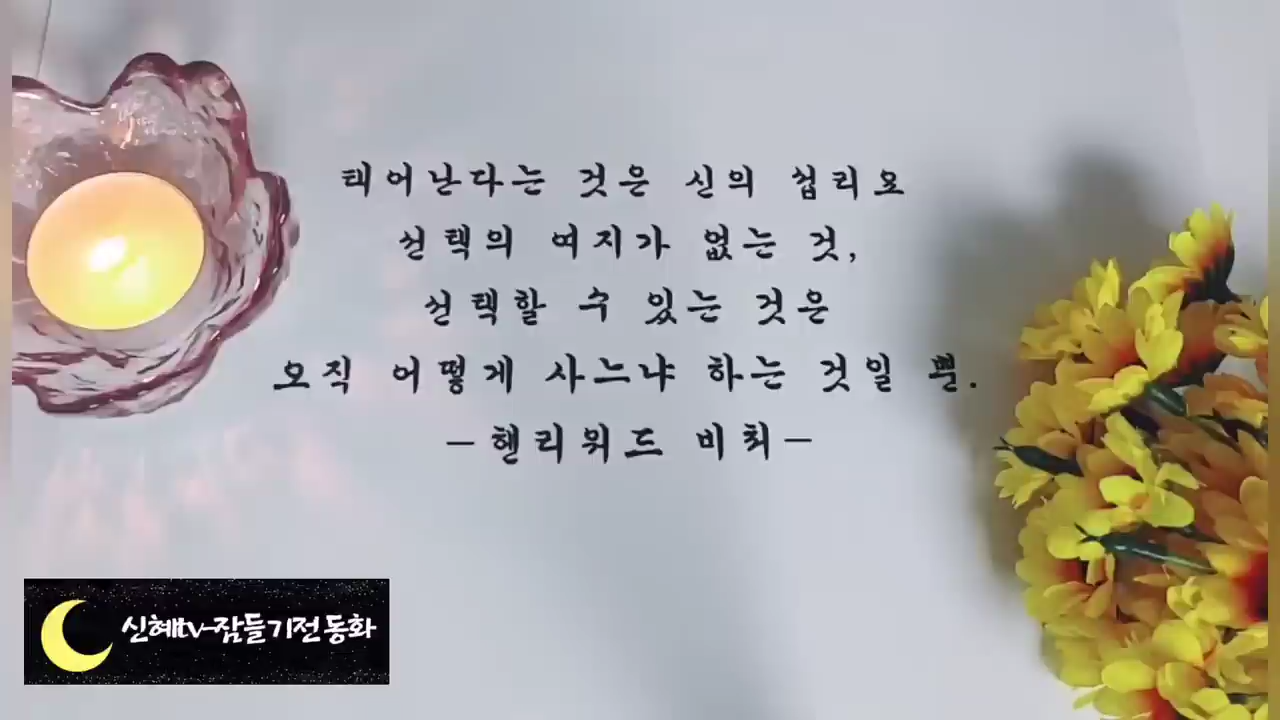 태어난다는 것은 신의 섭리오
선택의 여지가 없는 것,
선택할 수 있는 것은
오직 어떻게 사느냐 하는 것일 뿐.
-헨리워드 비처-
신혜tv-잠들기전 동화